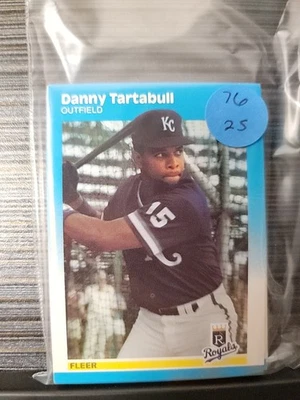 Danny Tartabull
OUTFIELD
76
25
KC
15
R
Royals
FLEER